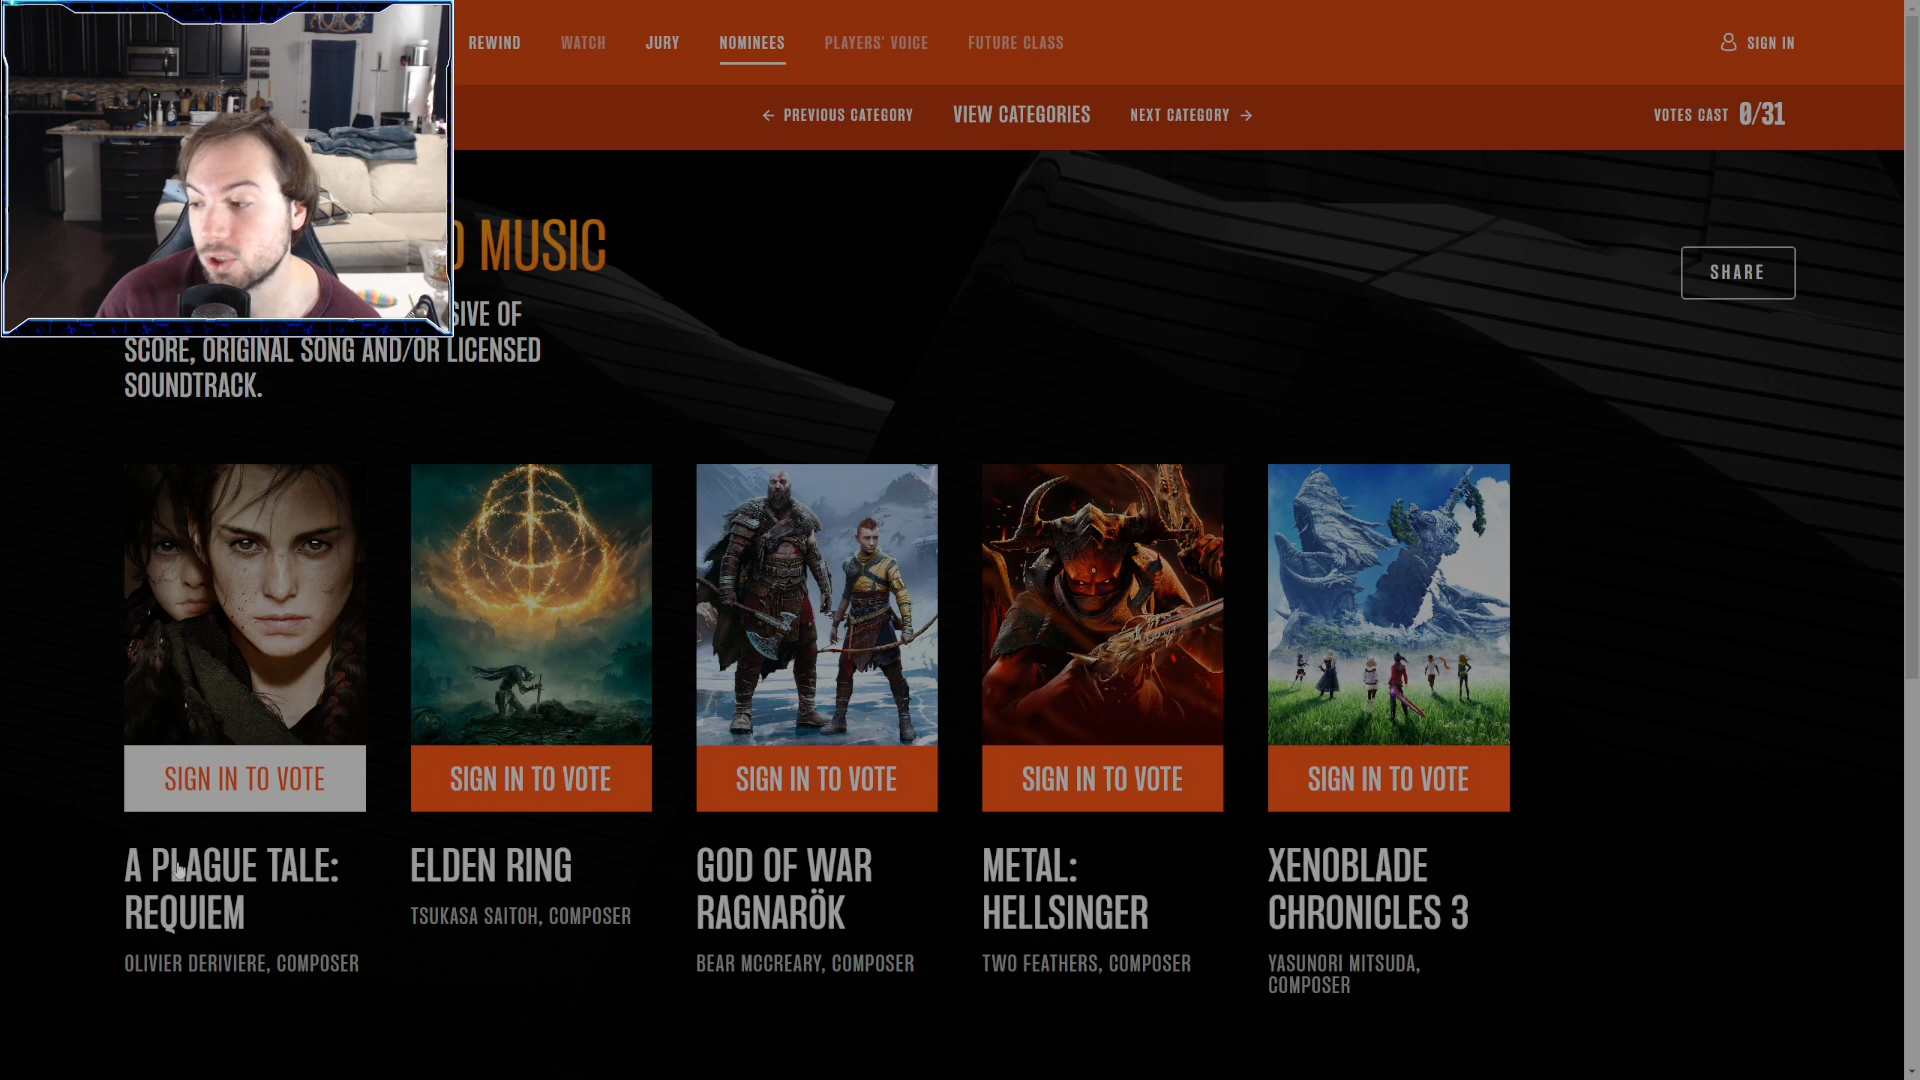 REWIND WATCH JURY NOMINEES PLAYERS' VOICE FUTURE CLASS SIGN IN
← PREVIOUS CATEGORY VIEW CATEGORIES NEXT CATEGORY → VOTES CAST 0/31
MUSIC
SHARE
SIVE OF
SCORE, ORIGINAL SONG AND/OR LICENSED
SOUNDTRACK.
SIGN IN TO VOTE SIGN IN TO VOTE SIGN IN TO VOTE SIGN IN TO VOTE SIGN IN TO VOTE
A PLAGUE TALE:
REQUIEM
OLIVIER DERIVIERE, COMPOSER
ELDEN RING
TSUKASA SAITOH, COMPOSER
GOD OF WAR
RAGNARÖK
BEAR MCCREARY, COMPOSER
METAL:
HELLSINGER
TWO FEATHERS, COMPOSER
XENOBLADE
CHRONICLES 3
YASUNORI MITSUDA,
COMPOSER